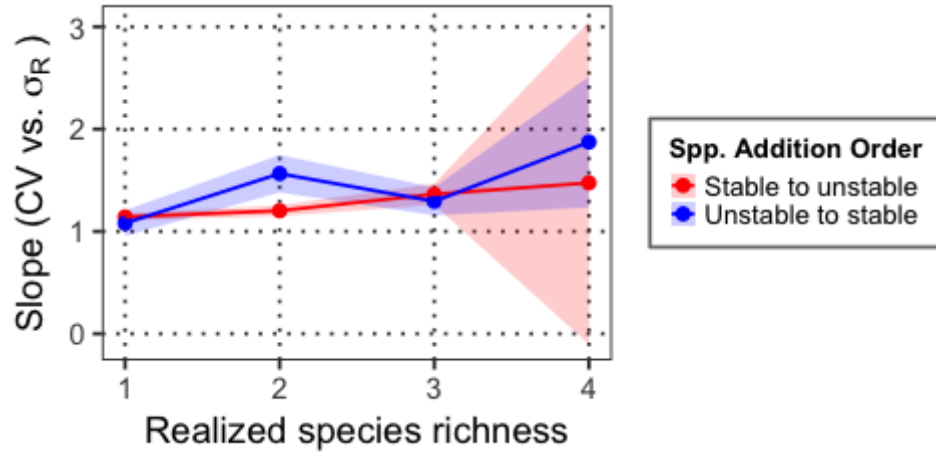 3
2
1
0
Slope (CV vs. σR )
1
2
3
4
Realized species richness
Spp. Addition Order
Stable to unstable
Unstable to stable